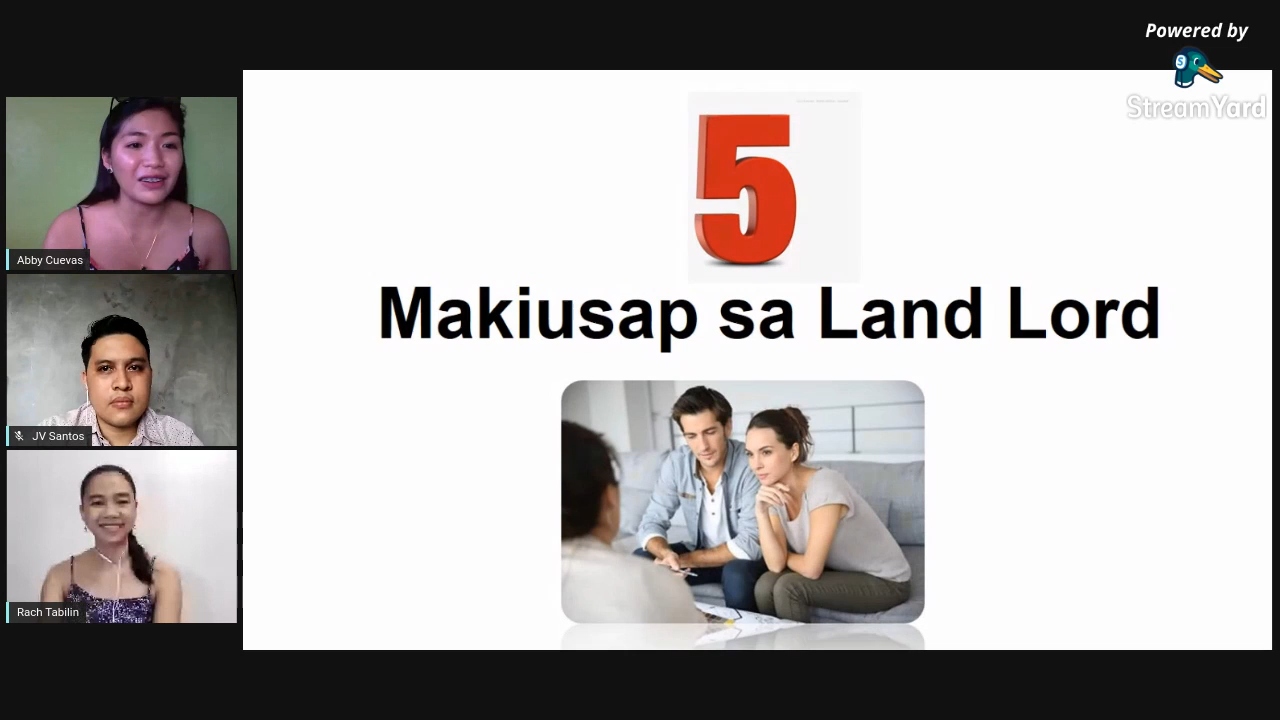 Powered by
StreamYard
5
Makiusap sa Land Lord
Abby Cuevas
JV Santos
Rach Tabilin